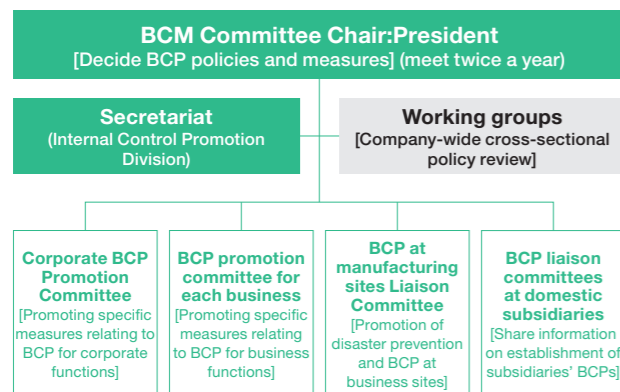 BCM Committee Chair:President
[Decide BCP policies and measures] (meet twice a year)
Secretariat
(Internal Control Promotion
Division)
Working groups
[Company-wide cross-sectional
policy review]
Corporate BCP
Promotion
Committee
[Promoting specific
measures relating to
BCP for corporate
functions]
BCP promotion
committee for
each business
[Promoting specific
measures relating
to BCP for business
functions]
BCP at
manufacturing
sites Liaison
Committee
[Promotion of
disaster prevention
and BCP at
business sites]
BCP liaison
committees
at domestic
subsidiaries
[Share information
on establishment of
subsidiaries’ BCPs]